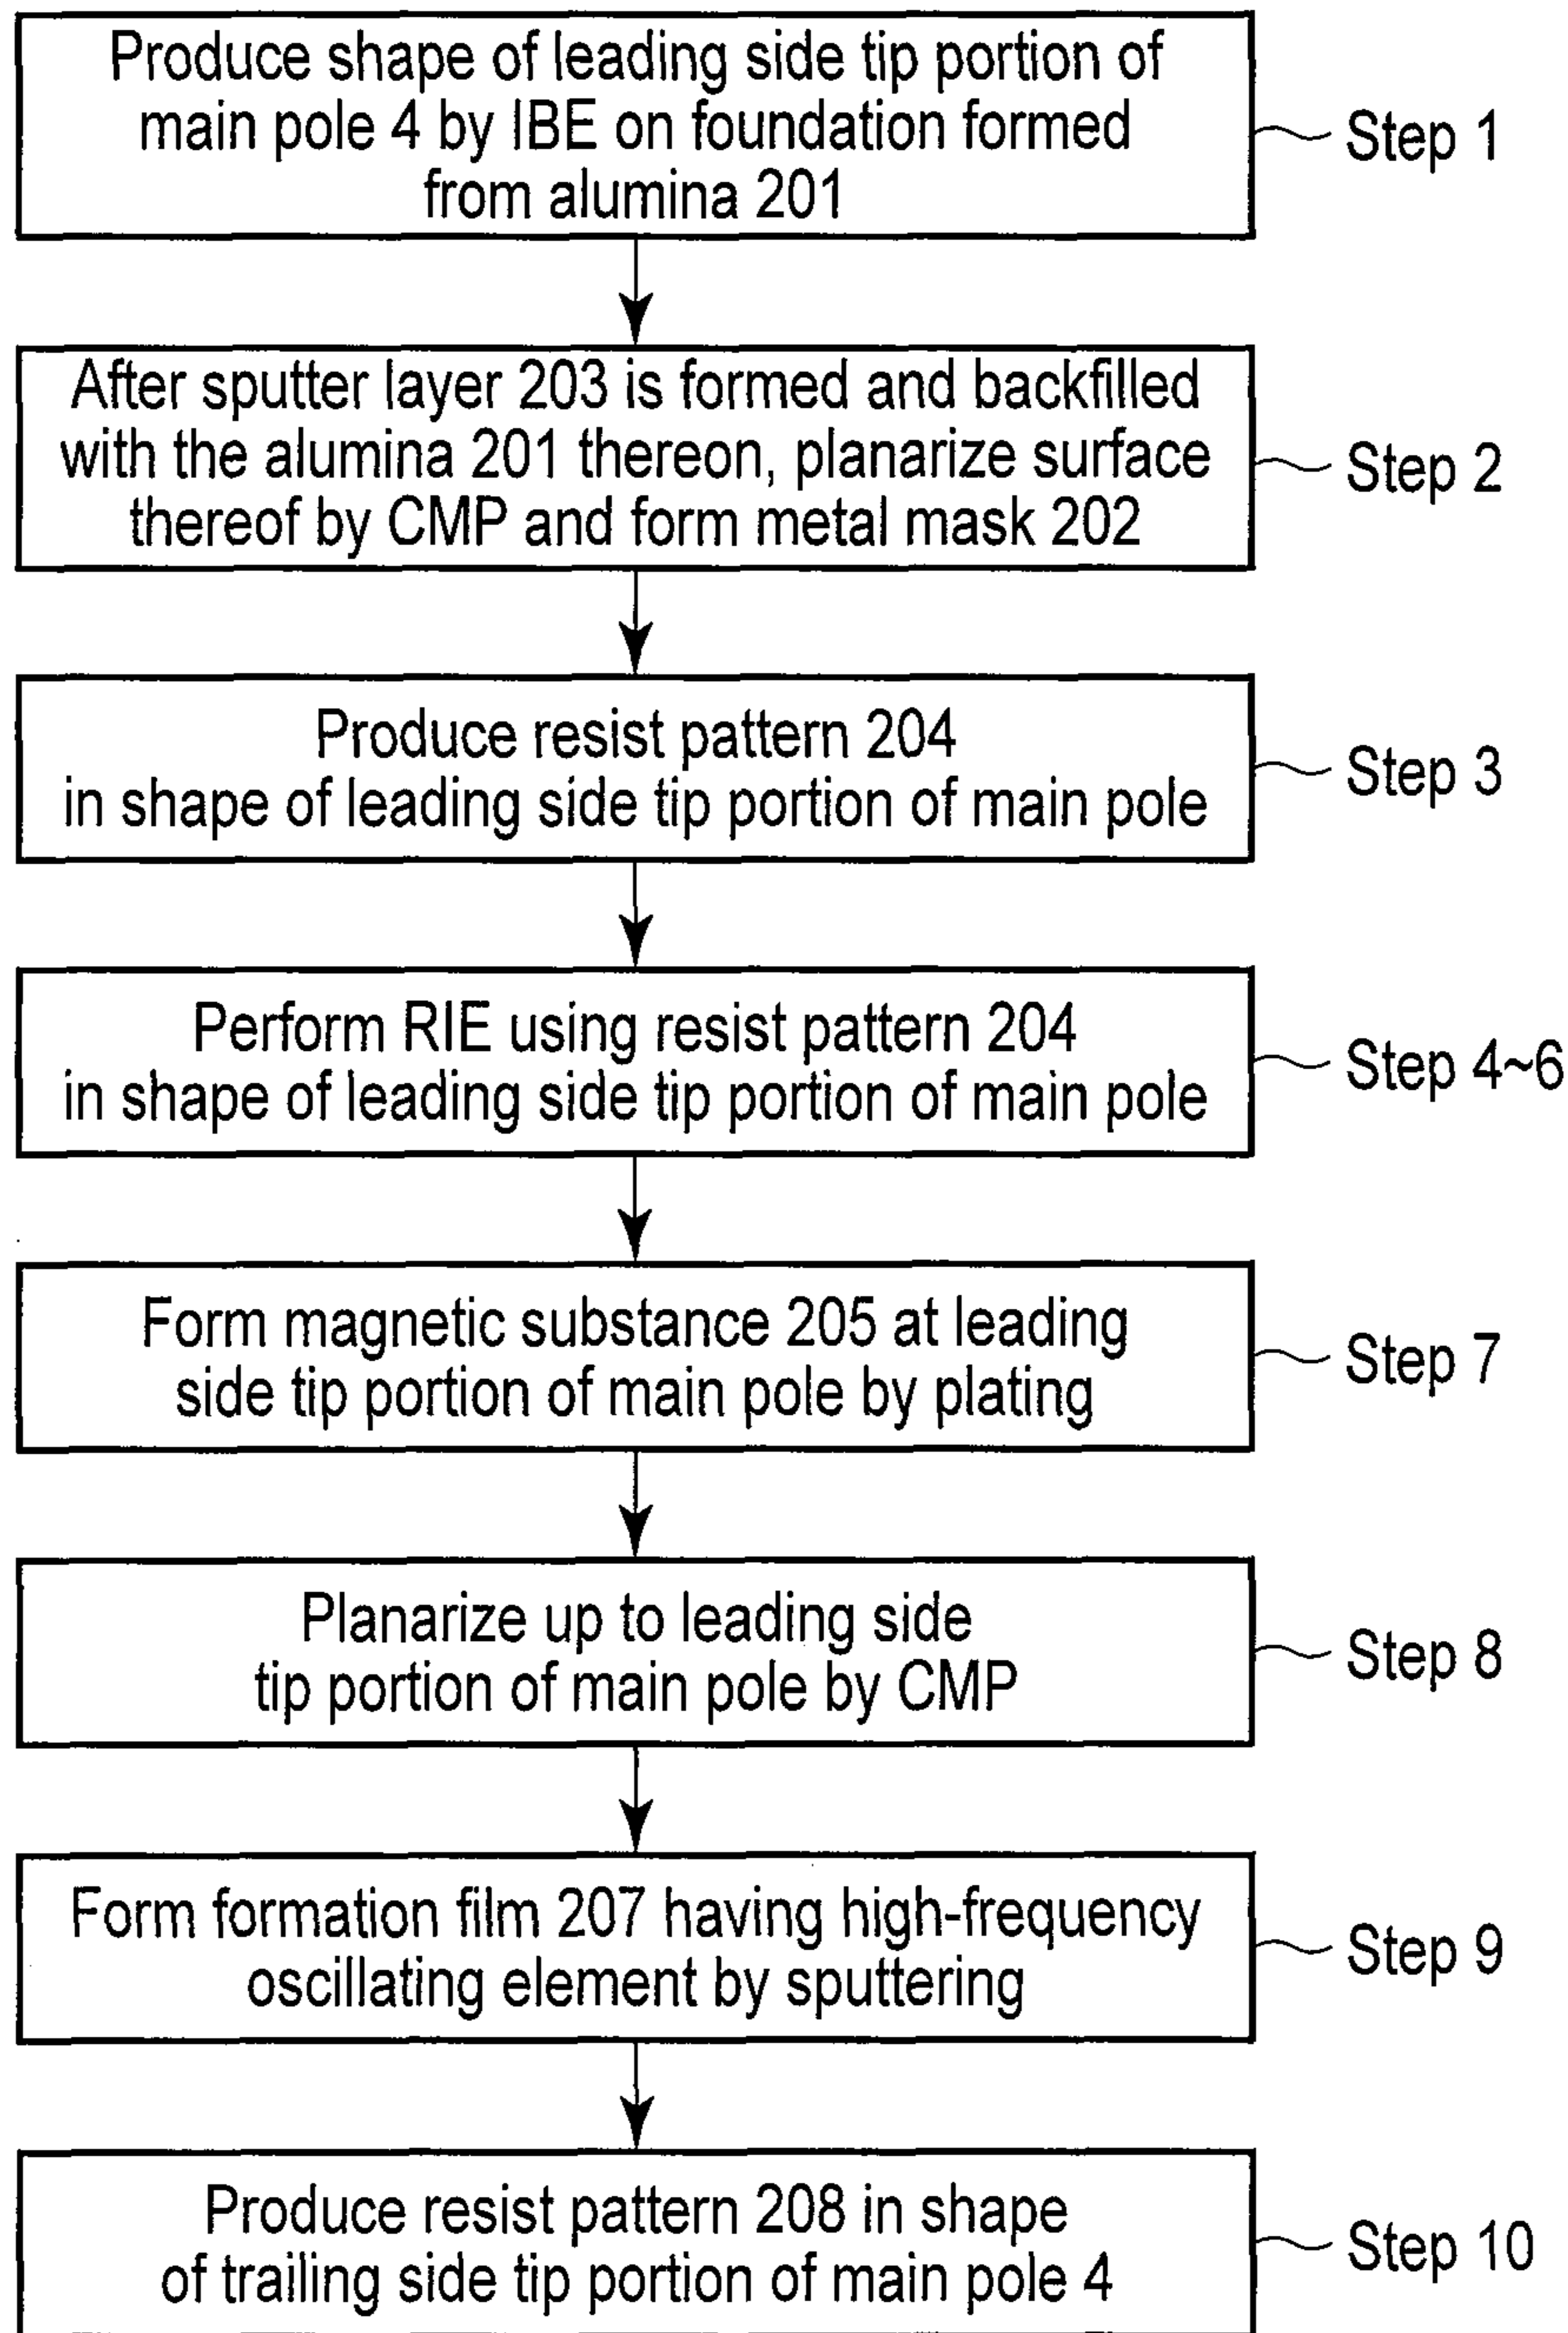 Produce shape of leading side tip portion of
main pole 4 by IBE on foundation formed
from alumina 201
Step 1
After sputter layer 203 is formed and backfilled
with the alumina 201 thereon, planarize surface
thereof by CMP and form metal mask 202
Step 2
Produce resist pattern 204
in shape of leading side tip portion of main pole
Step 3
Perform RIE using resist pattern 204
in shape of leading side tip portion of main pole
Step 4~6
Form magnetic substance 205 at leading
side tip portion of main pole by plating
Step 7
Planarize up to leading side
tip portion of main pole by CMP
Step 8
Form formation film 207 having high-frequency
oscillating element by sputtering
Step 9
Produce resist pattern 208 in shape
of trailing side tip portion of main pole 4
Step 10